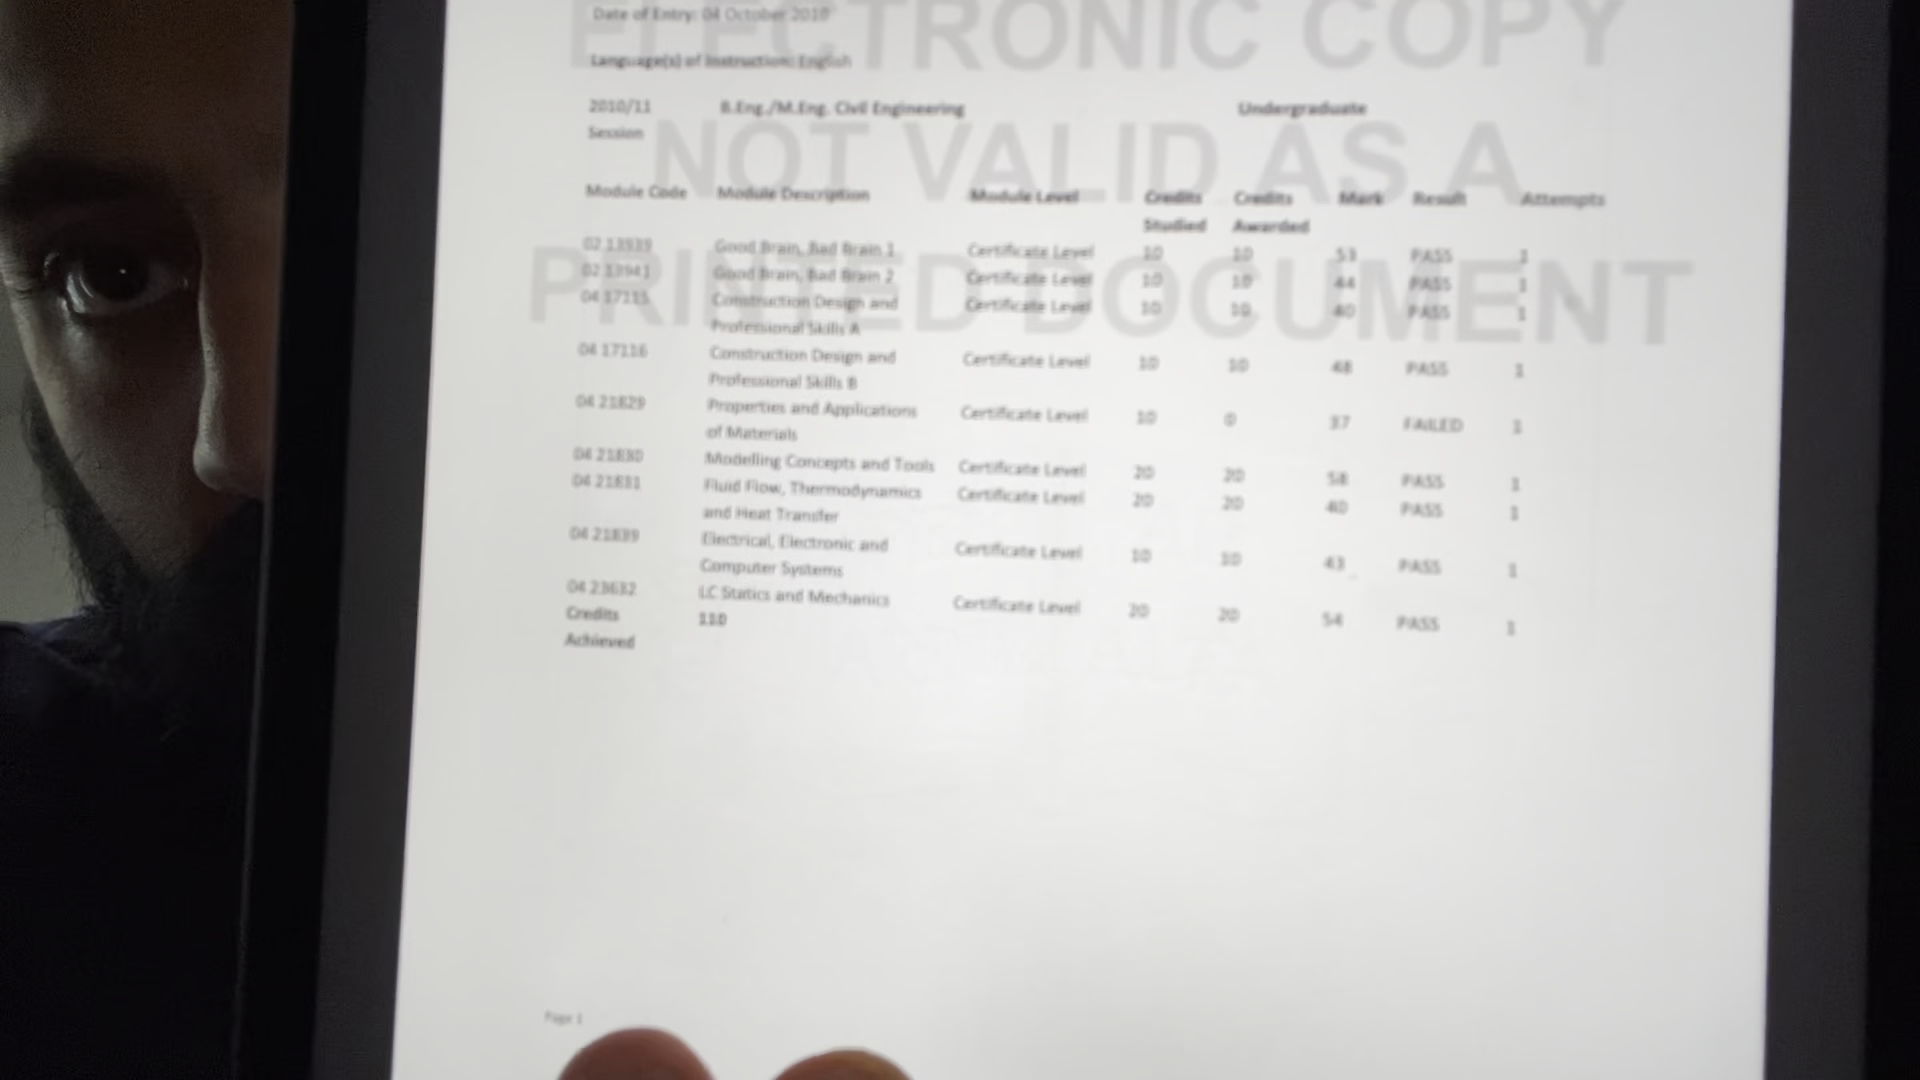 ELECTRONIC COPY
Date of Entry: 04 October 2010
Language(s) of Instruction: English
2010/11 B.Eng./M.Eng. Civil Engineering Undergraduate
Session
NOT VALID AS A
Module Code Module Description Module Level Credits Credits Mark Result Attempts
Studied Awarded
PRINTED DOCUMENT
02 13939 Good Brain, Bad Brain 1 Certificate Level 10 10 53 PASS 1
02 13941 Good Brain, Bad Brain 2 Certificate Level 10 10 44 PASS 1
04 17115 Construction Design and Certificate Level 10 10 40 PASS 1
Professional Skills A
04 17116 Construction Design and Certificate Level 10 10 48 PASS 1
Professional Skills B
04 21829 Properties and Applications Certificate Level 10 0 37 FAILED 1
of Materials
04 21830 Modelling Concepts and Tools Certificate Level 20 20 58 PASS 1
04 21831 Fluid Flow, Thermodynamics Certificate Level 20 20 40 PASS 1
and Heat Transfer
04 21839 Electrical, Electronic and Certificate Level 10 10 43 PASS 1
Computer Systems
04 23632 LC Statics and Mechanics Certificate Level 20 20 54 PASS 1
Credits 110
Achieved
Page 1